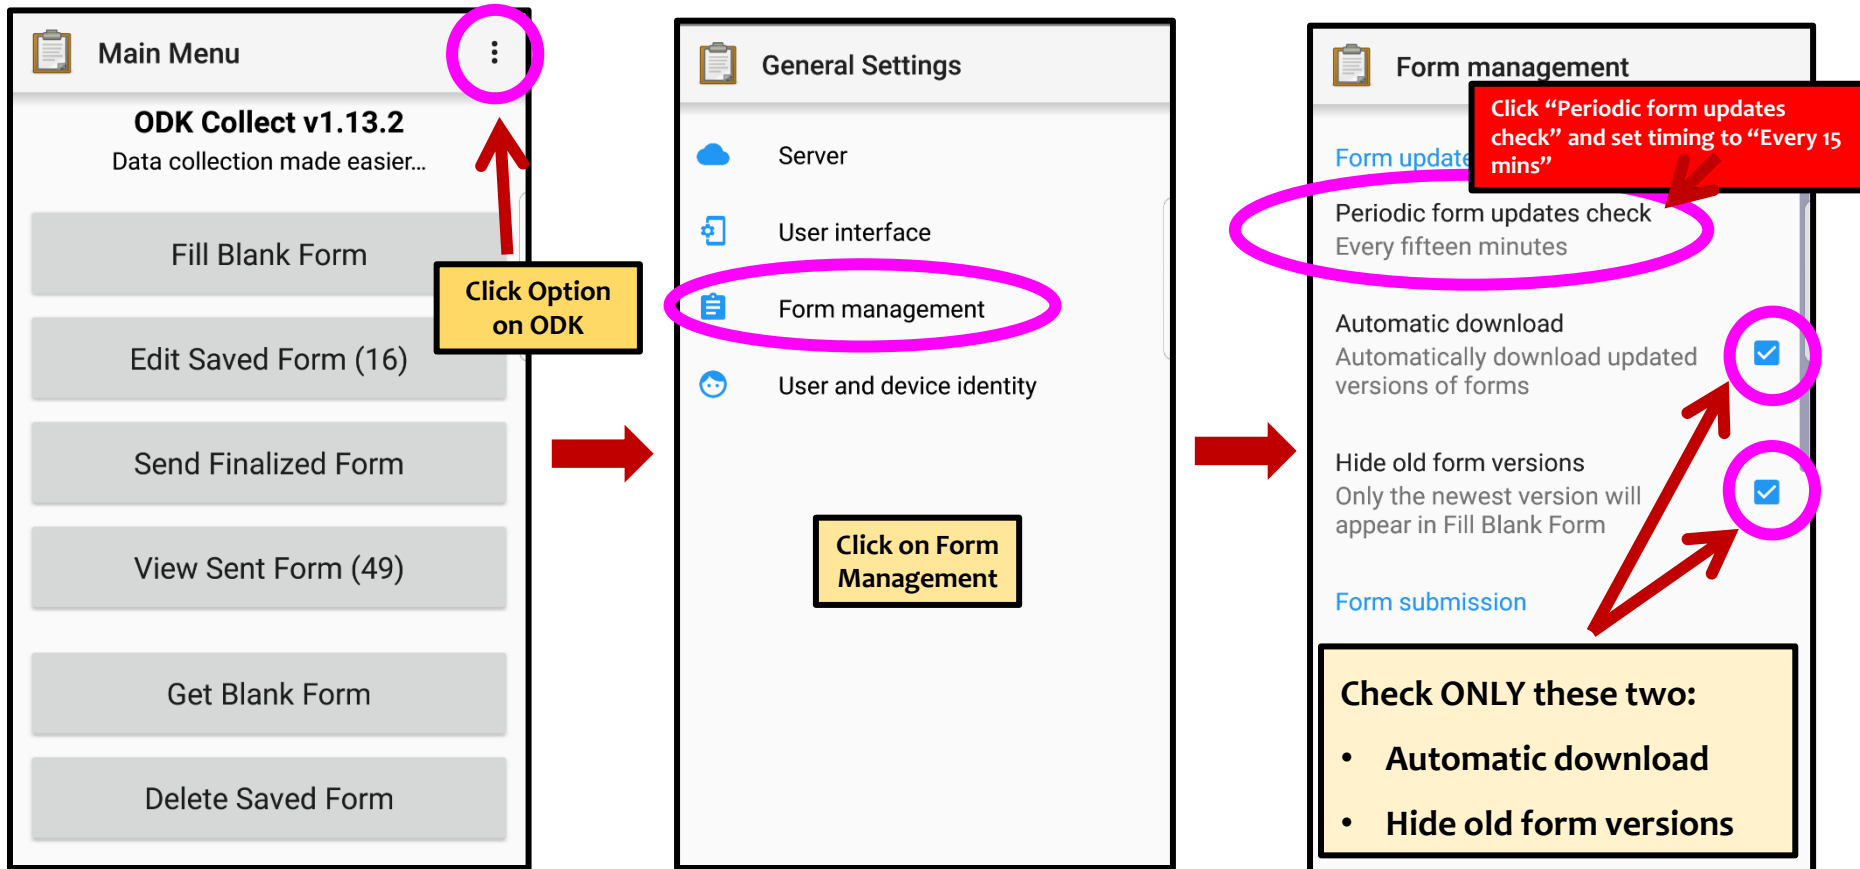 Main Menu
ODK Collect v1.13.2
Data collection made easier...
Fill Blank Form
Click Option
on ODK
Edit Saved Form (16)
Send Finalized Form
View Sent Form (49)
Get Blank Form
Delete Saved Form
General Settings
Server
User interface
Form management
User and device identity
Click on Form
Management
Form management
Click “Periodic form updates
check” and set timing to “Every 15
mins”
Form update
Periodic form updates check
Every fifteen minutes
Automatic download
Automatically download updated
versions of forms
Hide old form versions
Only the newest version will
appear in Fill Blank Form
Form submission
Check ONLY these two:
• Automatic download
• Hide old form versions